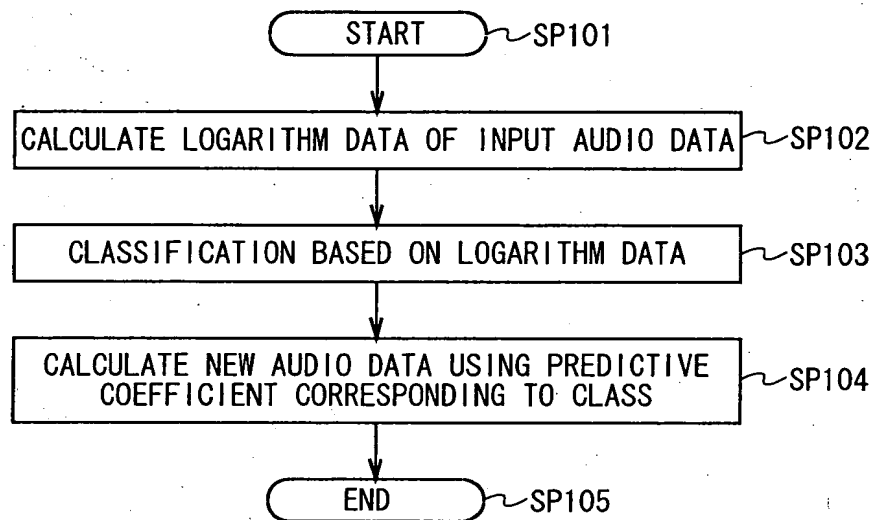 START SP101
CALCULATE LOGARITHM DATA OF INPUT AUDIO DATA SP102
CLASSIFICATION BASED ON LOGARITHM DATA SP103
CALCULATE NEW AUDIO DATA USING PREDICTIVE
COEFFICIENT CORRESPONDING TO CLASS SP104
END SP105